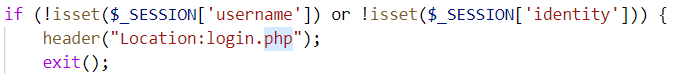 if (!isset($_SESSION['username']) or !isset($_SESSION['identity'])) {
    header("Location:login.php");
    exit();